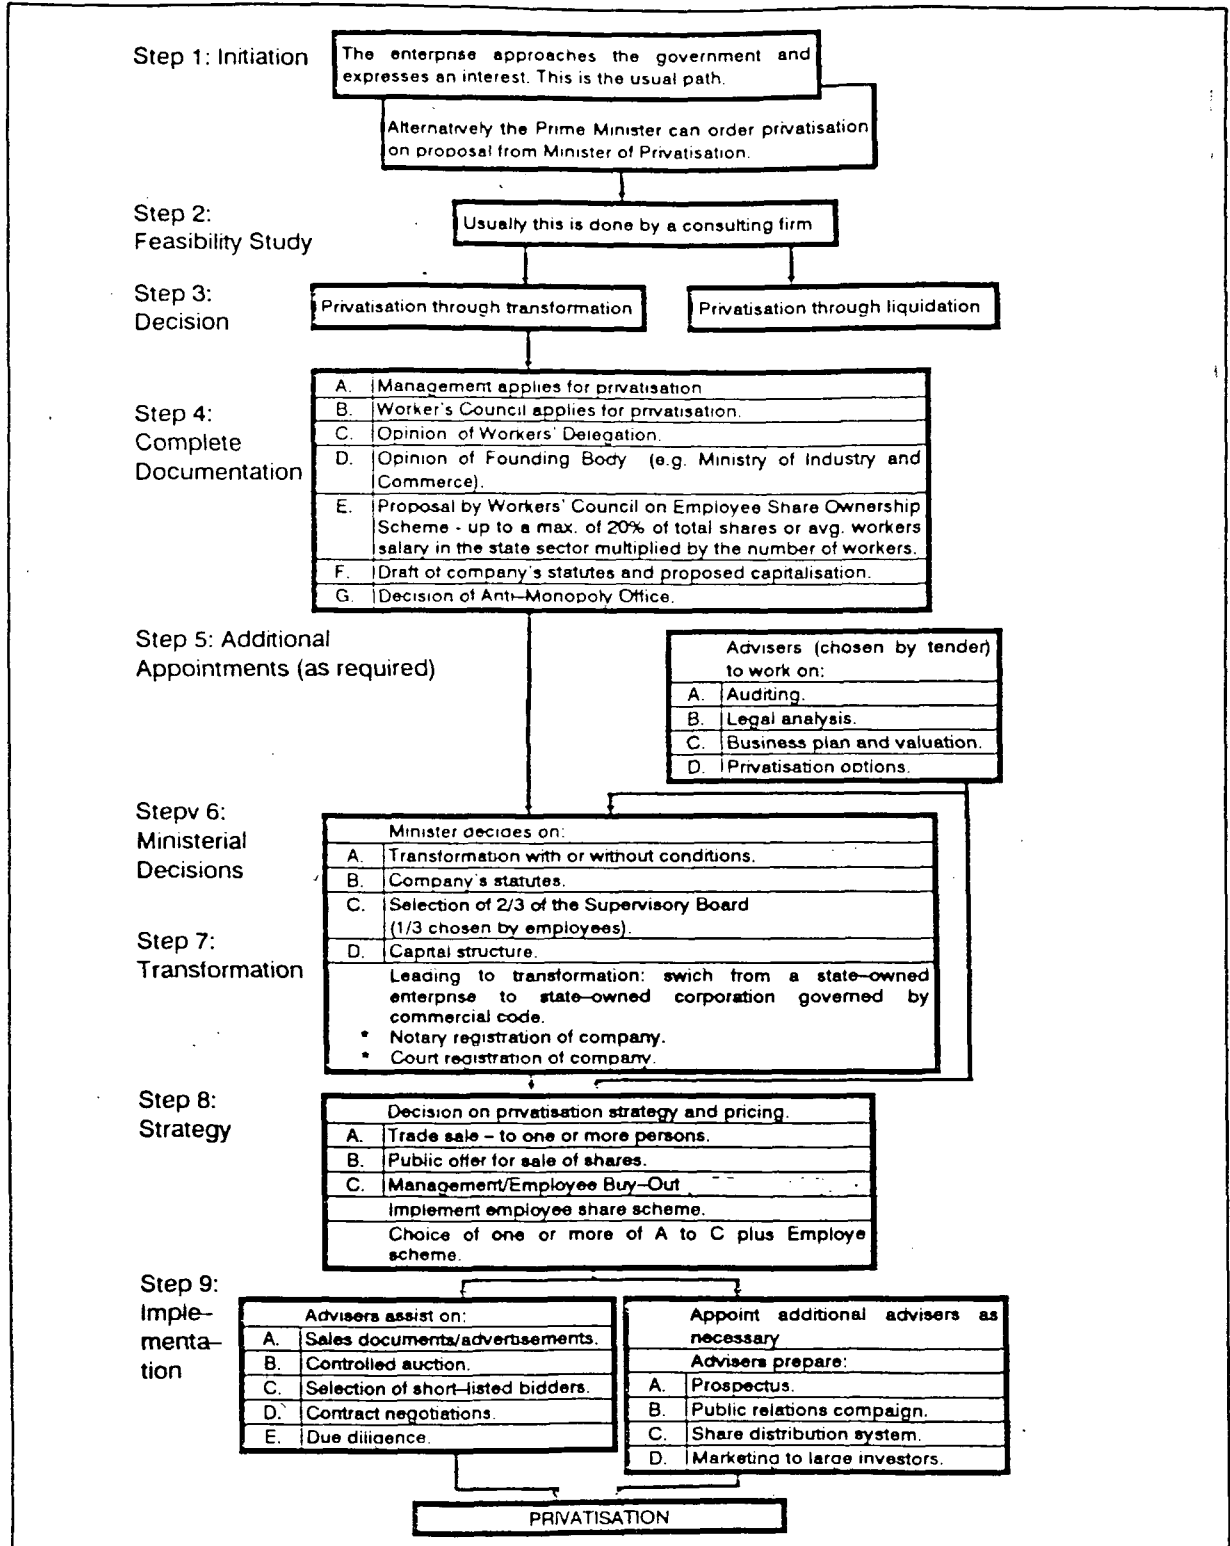 Step 1: Initiation
The enterprise approaches the government and
expresses an interest. This is the usual path.
Alternatively the Prime Minister can order privatisation
on proposal from Minister of Privatisation.
Step 2:
Feasibility Study
Usually this is done by a consulting firm
Step 3:
Decision
Privatisation through transformation
Privatisation through liquidation
Step 4:
Complete
Documentation
A. Management applies for privatisation
B. Worker's Council applies for privatisation.
C. Opinion of Workers' Delegation.
D. Opinion of Founding Body (e.g. Ministry of Industry and
Commerce).
E. Proposal by Workers' Council on Employee Share Ownership
Scheme - up to a max. of 20% of total shares or avg. workers
salary in the state sector multiplied by the number of workers.
F. Draft of company's statutes and proposed capitalisation.
G. Decision of Anti-Monopoly Office.
Step 5: Additional
Appointments (as required)
Advisers (chosen by tender)
to work on:
A. Auditing.
B. Legal analysis.
C. Business plan and valuation.
D. Privatisation options.
Stepv 6:
Ministerial
Decisions
Minister decides on:
A. Transformation with or without conditions.
B. Company's statutes.
C. Selection of 2/3 of the Supervisory Board
(1/3 chosen by employees).
D. Capital structure.
Step 7:
Transformation
Leading to transformation: swich from a state-owned
enterprise to state-owned corporation governed by
commercial code.
* Notary registration of company.
* Court registration of company.
Step 8:
Strategy
Decision on privatisation strategy and pricing.
A. Trade sale - to one or more persons.
B. Public offer for sale of shares.
C. Management/Employee Buy-Out
Implement employee share scheme.
Choice of one or more of A to C plus Employe
scheme.
Step 9:
Imple-
menta-
tion
Advisers assist on:
A. Sales documents/advertisements.
B. Controlled auction.
C. Selection of short-listed bidders.
D. Contract negotiations.
E. Due diligence.
Appoint additional advisers as
necessary
Advisers prepare:
A. Prospectus.
B. Public relations compaign.
C. Share distribution system.
D. Marketing to large investors.
PRIVATISATION